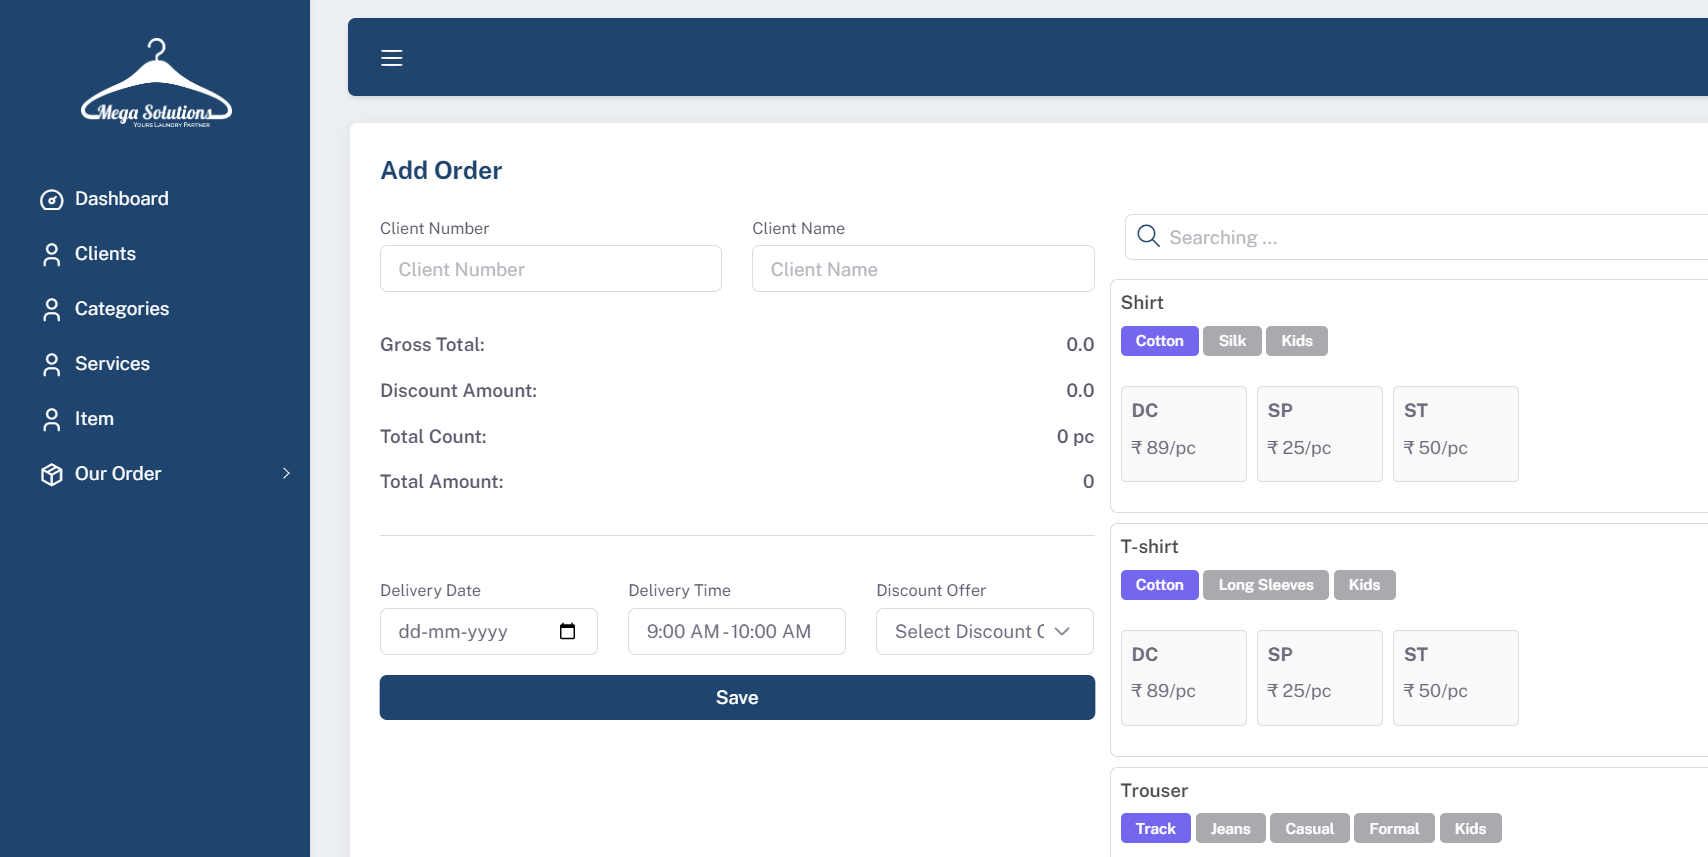 Mega Solutions
YOURS LAUNDRY PARTNER
Dashboard
Clients
Categories
Services
Item
Our Order
Add Order
Client Number
Client Name
Client Number
Client Name
Gross Total: 0.0
Discount Amount: 0.0
Total Count: 0 pc
Total Amount: 0
Delivery Date
Delivery Time
Discount Offer
dd-mm-yyyy
9:00 AM - 10:00 AM
Select Discount C
Save
Searching ...
Shirt
Cotton Silk Kids
DC SP ST
₹ 89/pc ₹ 25/pc ₹ 50/pc
T-shirt
Cotton Long Sleeves Kids
DC SP ST
₹ 89/pc ₹ 25/pc ₹ 50/pc
Trouser
Track Jeans Casual Formal Kids